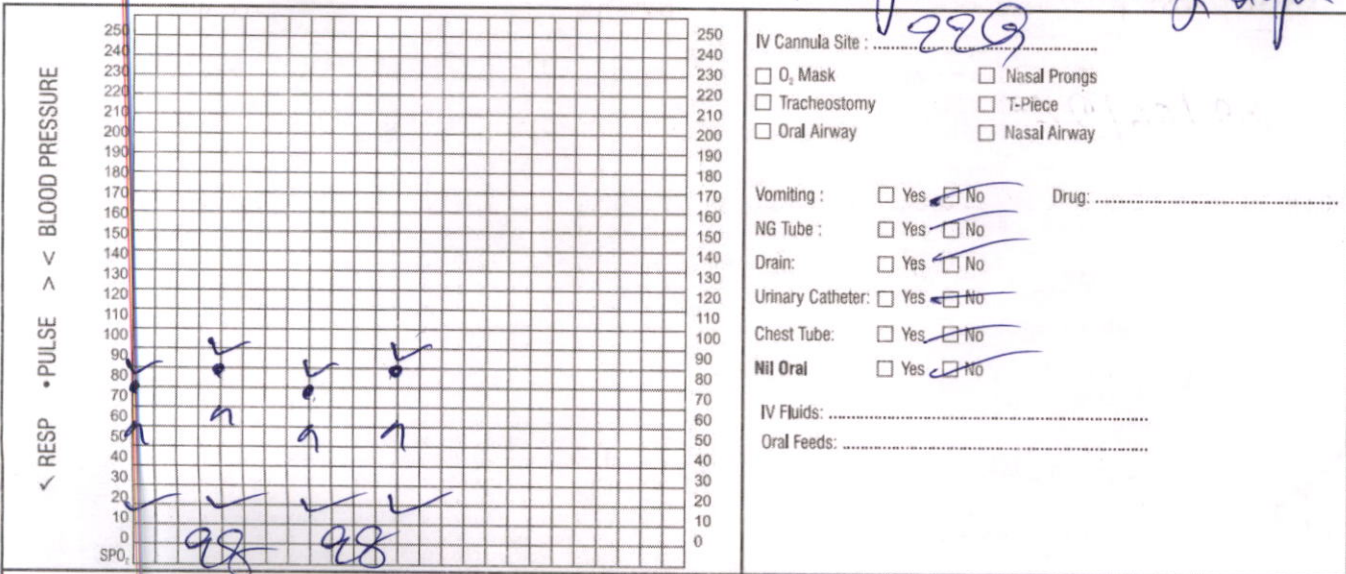 BLOOD PRESSURE
> <
• PULSE
< RESP
250 250
240 240
230 230
220 220
210 210
200 200
190 190
180 180
170 170
160 160
150 150
140 140
130 130
120 120
110 110
100 100
90 90
80 80
70 70
60 60
50 50
40 40
30 30
20 20
10 10
0 0
SPO₂ 98 98
IV Cannula Site : 22G
O₂ Mask Nasal Prongs
Tracheostomy T-Piece
Oral Airway Nasal Airway
Vomiting : Yes No Drug:
NG Tube : Yes No
Drain: Yes No
Urinary Catheter: Yes No
Chest Tube: Yes No
Nil Oral Yes No
IV Fluids:
Oral Feeds: